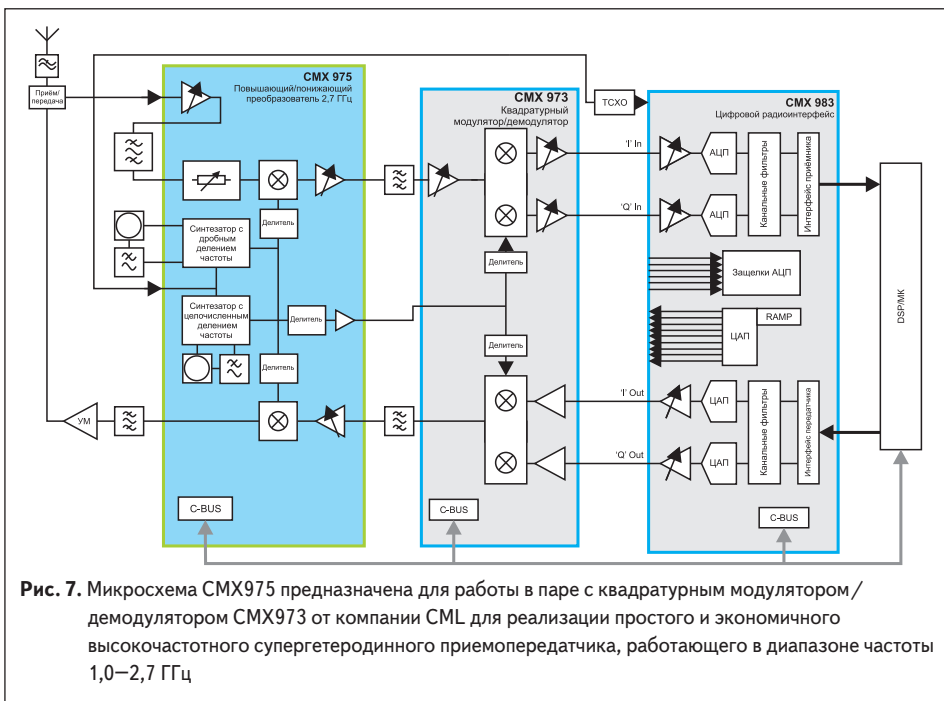 CMX 975
Повышающий/понижающий
преобразователь 2,7 ГГц
CMX 973
Квадратурный
модулятор/демодулятор
TCXO
CMX 983
Цифровой радиоинтерфейс
Приём/
передача
'I' In
АЦП
Канальные фильтры
Интерфейс приёмника
'Q' In
АЦП
Делитель
Синтезатор с
дробным
делением
частоты
Делитель
Защелки АЦП
DSP/МК
Синтезатор с
целочисленным
делением
частоты
Делитель
RAMP
ЦАП
Делитель
Делитель
'I' Out
ЦАП
Канальные фильтры
Интерфейс передатчика
УМ
'Q' Out
ЦАП
C-BUS
C-BUS
C-BUS
Рис. 7. Микросхема CMX975 предназначена для работы в паре с квадратурным модулятором/
демодулятором CMX973 от компании CML для реализации простого и экономичного
высокочастотного супергетеродинного приемопередатчика, работающего в диапазоне частоты
1,0—2,7 ГГц